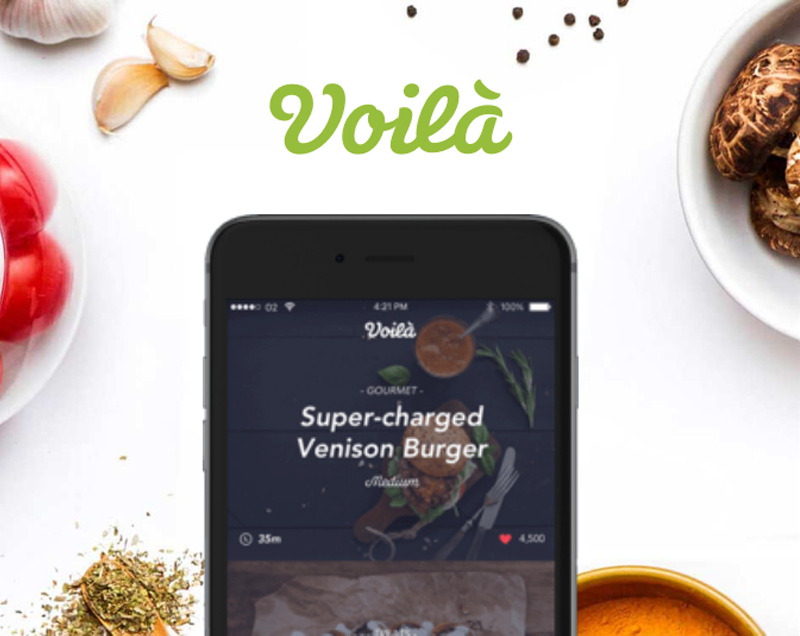 Voilà
O2 4:21 PM 100%
Voilà
- GOURMET -
Super-charged
Venison Burger
Medium
35m 4,500